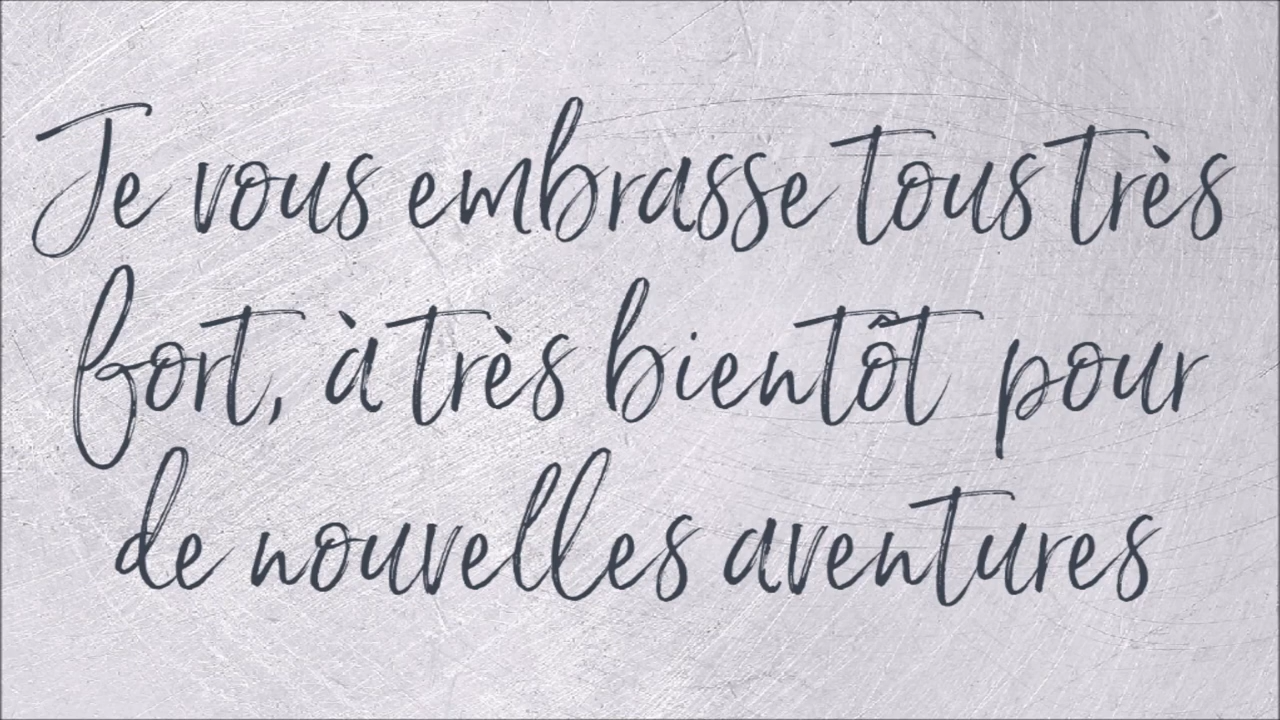 Je vous embrasse tous très
fort, à très bientôt pour
de nouvelles aventures